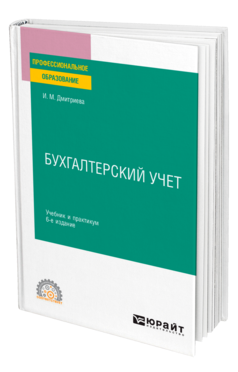 ПРОФЕССИОНАЛЬНОЕ
ОБРАЗОВАНИЕ
И. М. Дмитриева
БУХГАЛТЕРСКИЙ УЧЕТ
Учебник и практикум
6-е издание
юрайт